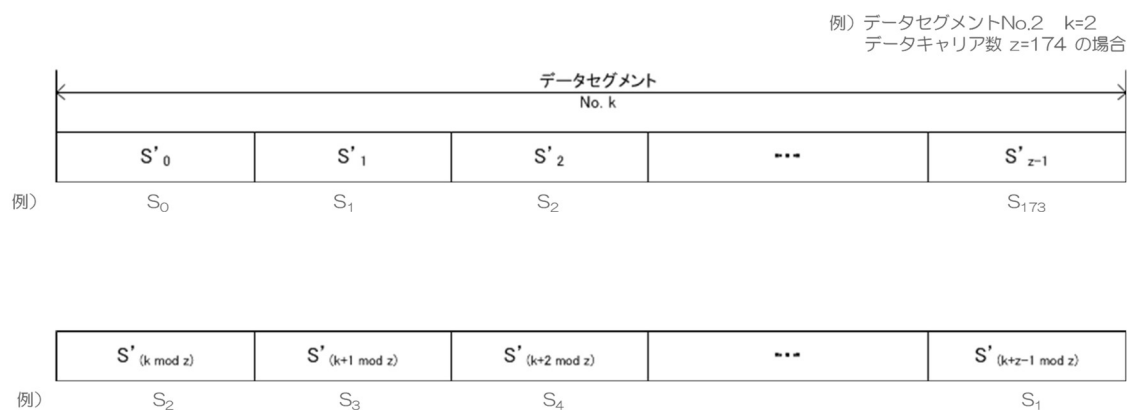 例）データセグメントNo.2　k=2
データキャリア数 z=174 の場合
データセグメント
No. k
S'0 S'1 S'2 ･･･ S'z-1
例） S0 S1 S2 S173
S'(k mod z) S'(k+1 mod z) S'(k+2 mod z) ･･･ S'(k+z-1 mod z)
例） S2 S3 S4 S1